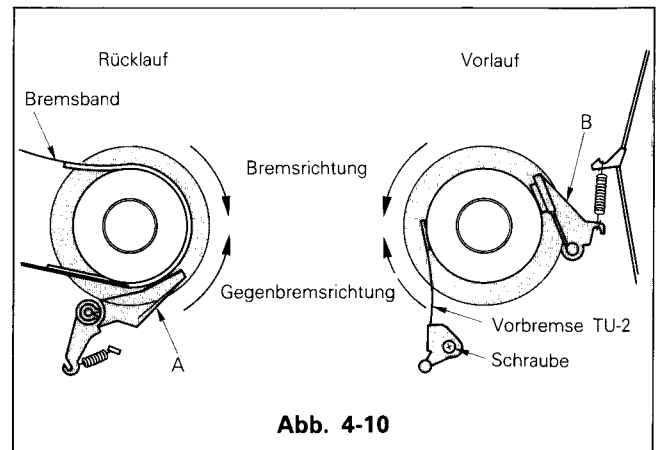 Rücklauf
Vorlauf
Bremsband
B
Bremsrichtung
Gegenbremsrichtung
Vorbremse TU-2
A
Schraube
Abb. 4-10